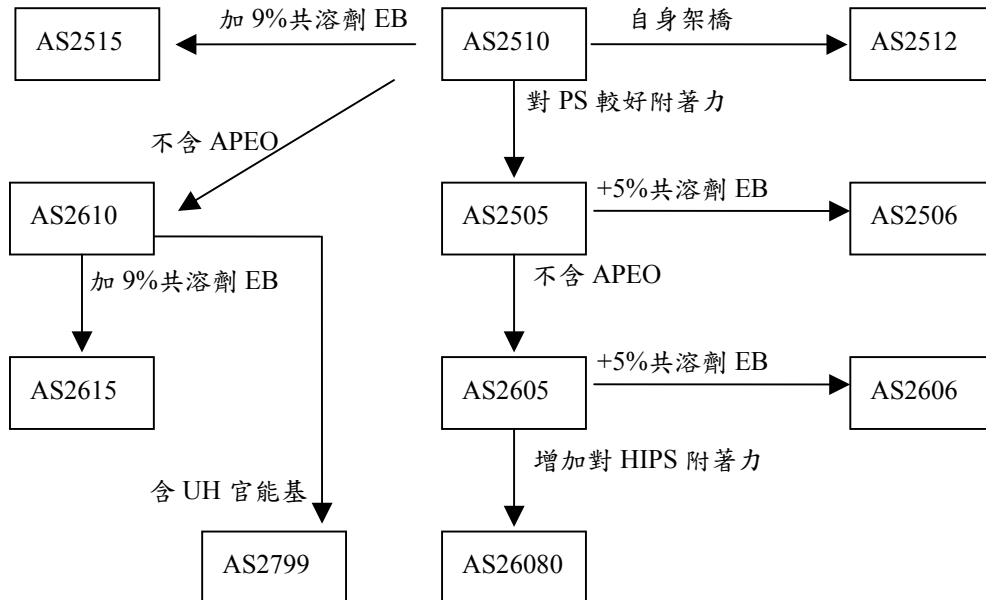 AS2515
加 9%共溶劑 EB
AS2510
自身架橋
AS2512
對 PS 較好附著力
不含 APEO
AS2610
AS2505
+5%共溶劑 EB
AS2506
加 9%共溶劑 EB
不含 APEO
AS2615
AS2605
+5%共溶劑 EB
AS2606
增加對 HIPS 附著力
含 UH 官能基
AS2799
AS26080